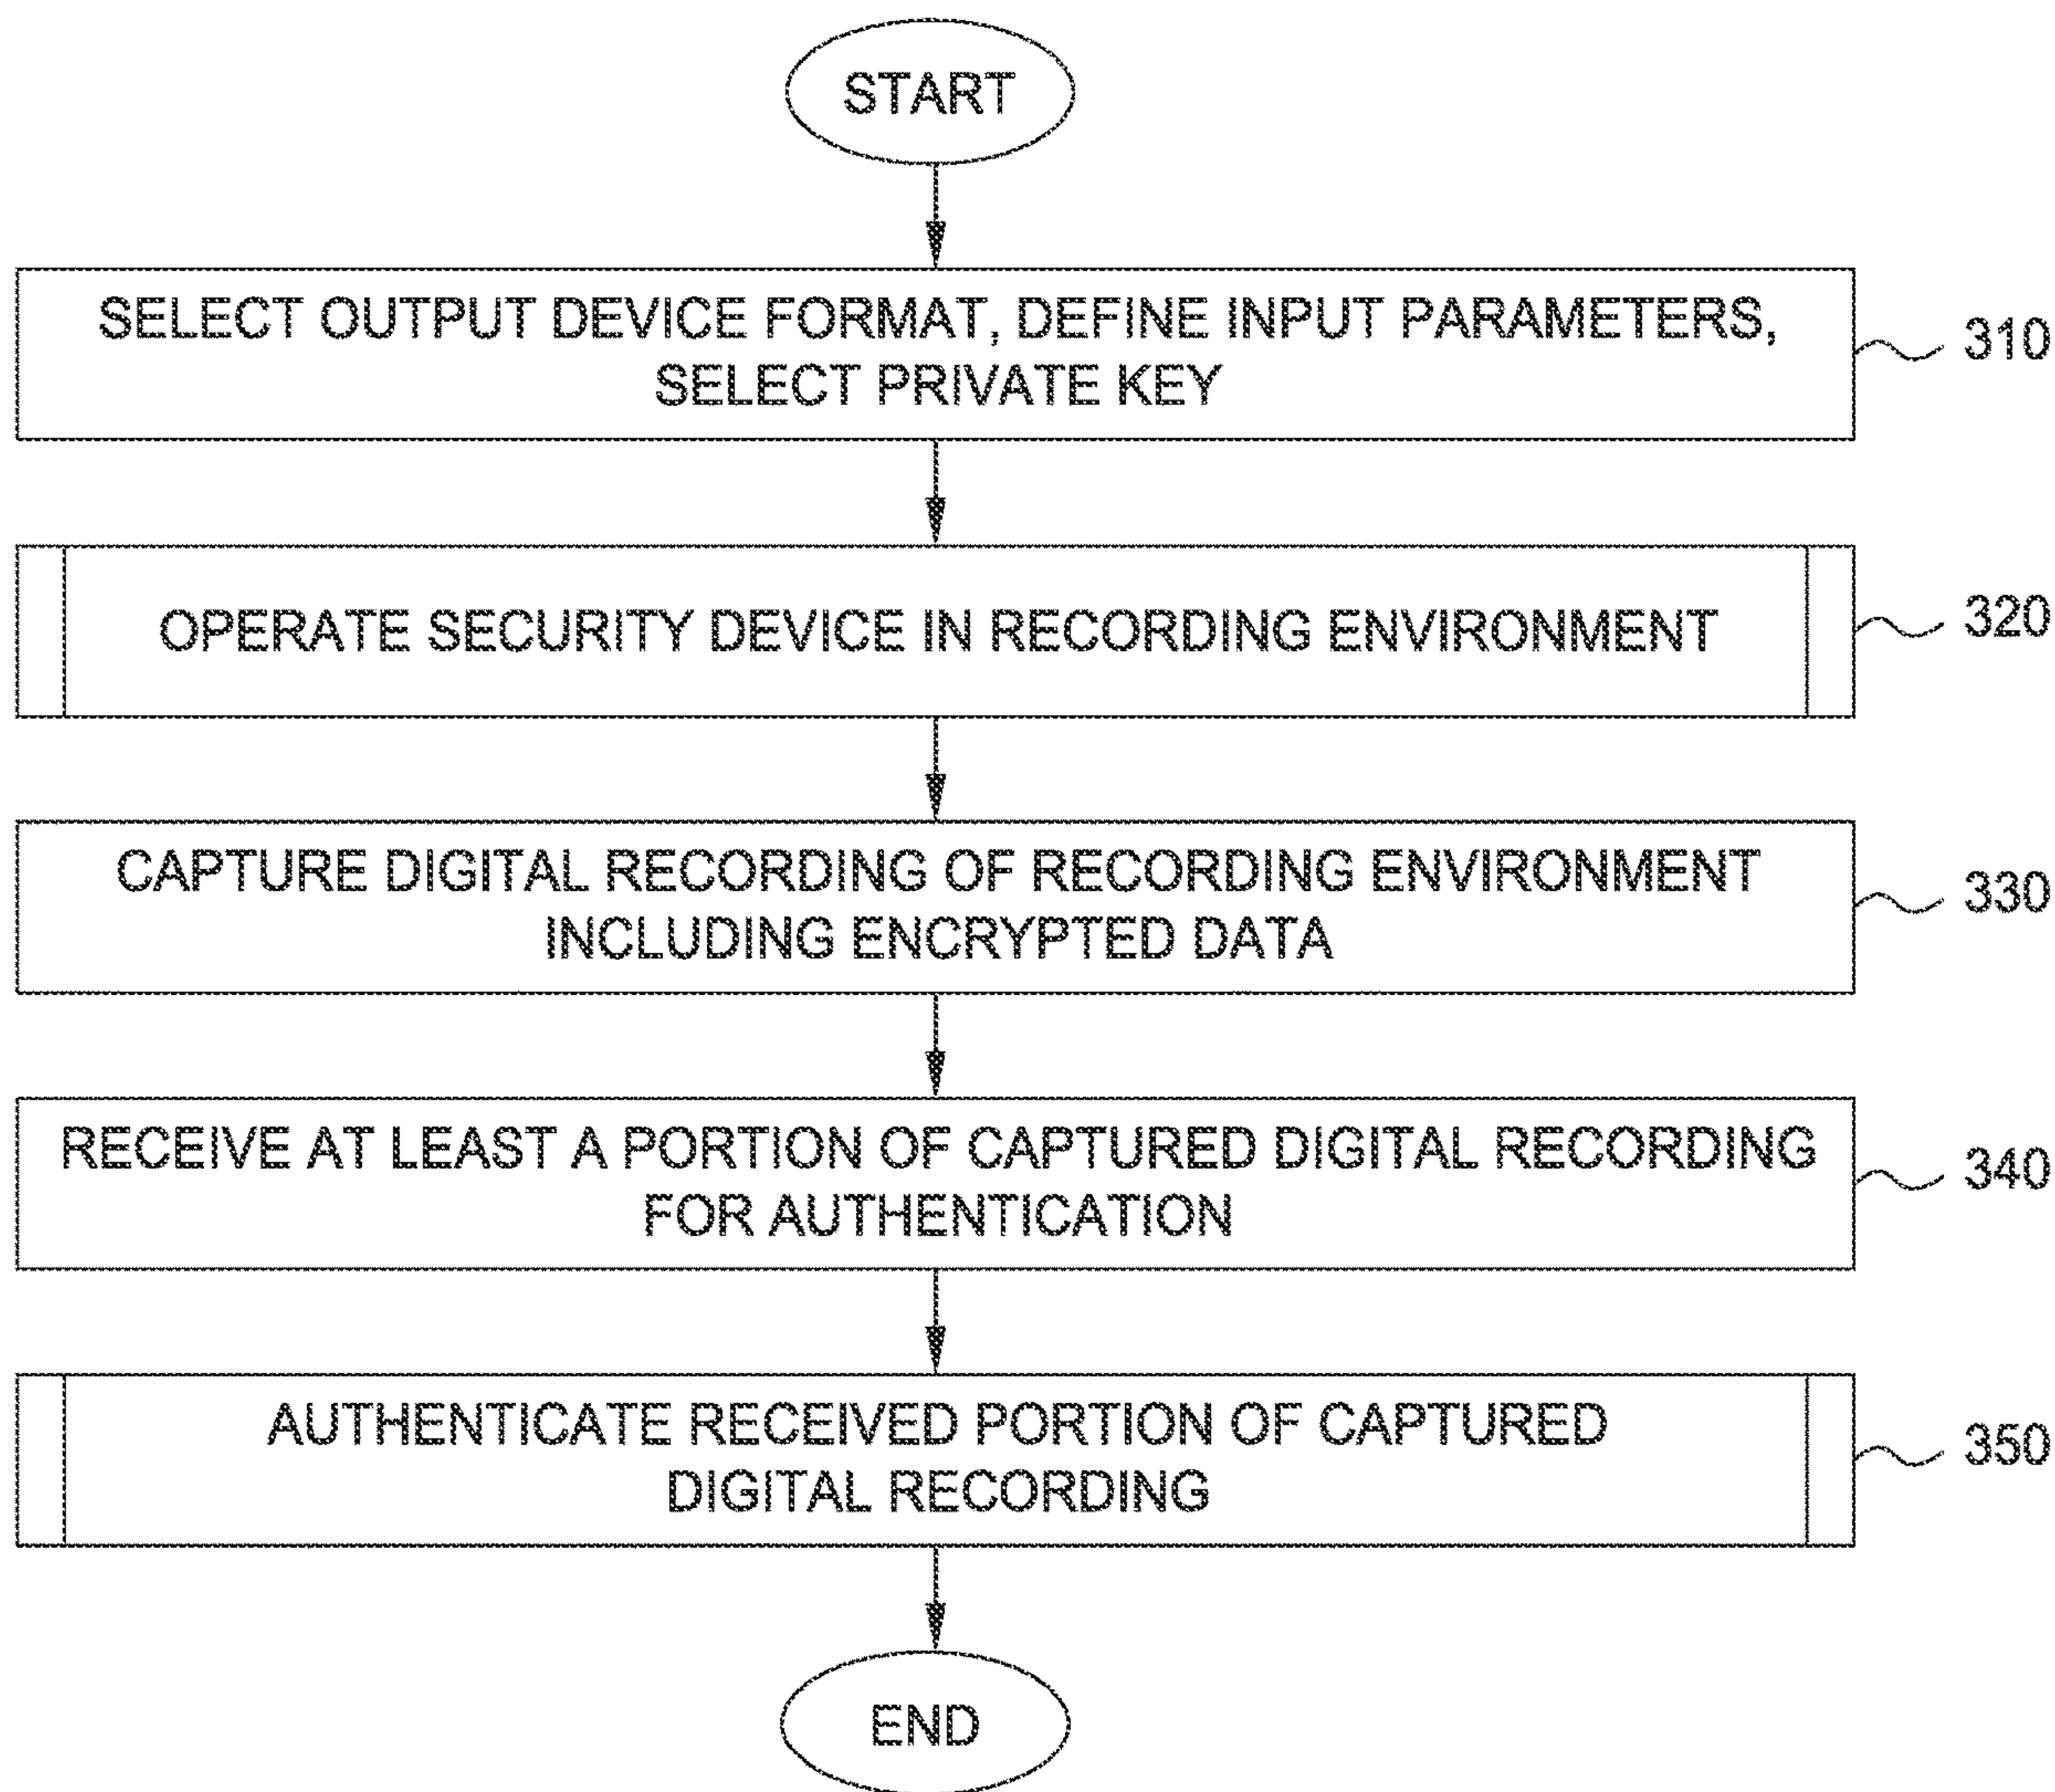 START
SELECT OUTPUT DEVICE FORMAT, DEFINE INPUT PARAMETERS,
SELECT PRIVATE KEY
310
OPERATE SECURITY DEVICE IN RECORDING ENVIRONMENT
320
CAPTURE DIGITAL RECORDING OF RECORDING ENVIRONMENT
INCLUDING ENCRYPTED DATA
330
RECEIVE AT LEAST A PORTION OF CAPTURED DIGITAL RECORDING
FOR AUTHENTICATION
340
AUTHENTICATE RECEIVED PORTION OF CAPTURED
DIGITAL RECORDING
350
END